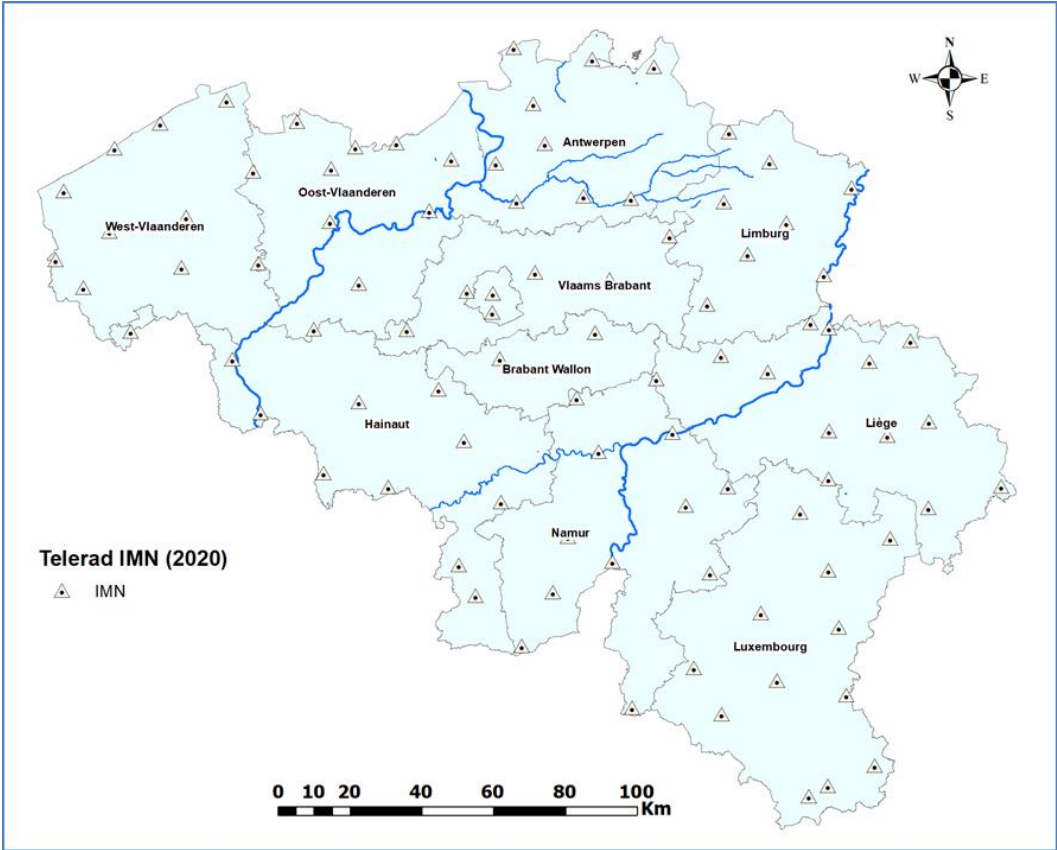 N
W E
S
Antwerpen
Oost-Vlaanderen
West-Vlaanderen
Limburg
Vlaams Brabant
Brabant Wallon
Hainaut
Liège
Namur
Telerad IMN (2020)
IMN
Luxembourg
0 10 20 40 60 80 100
Km